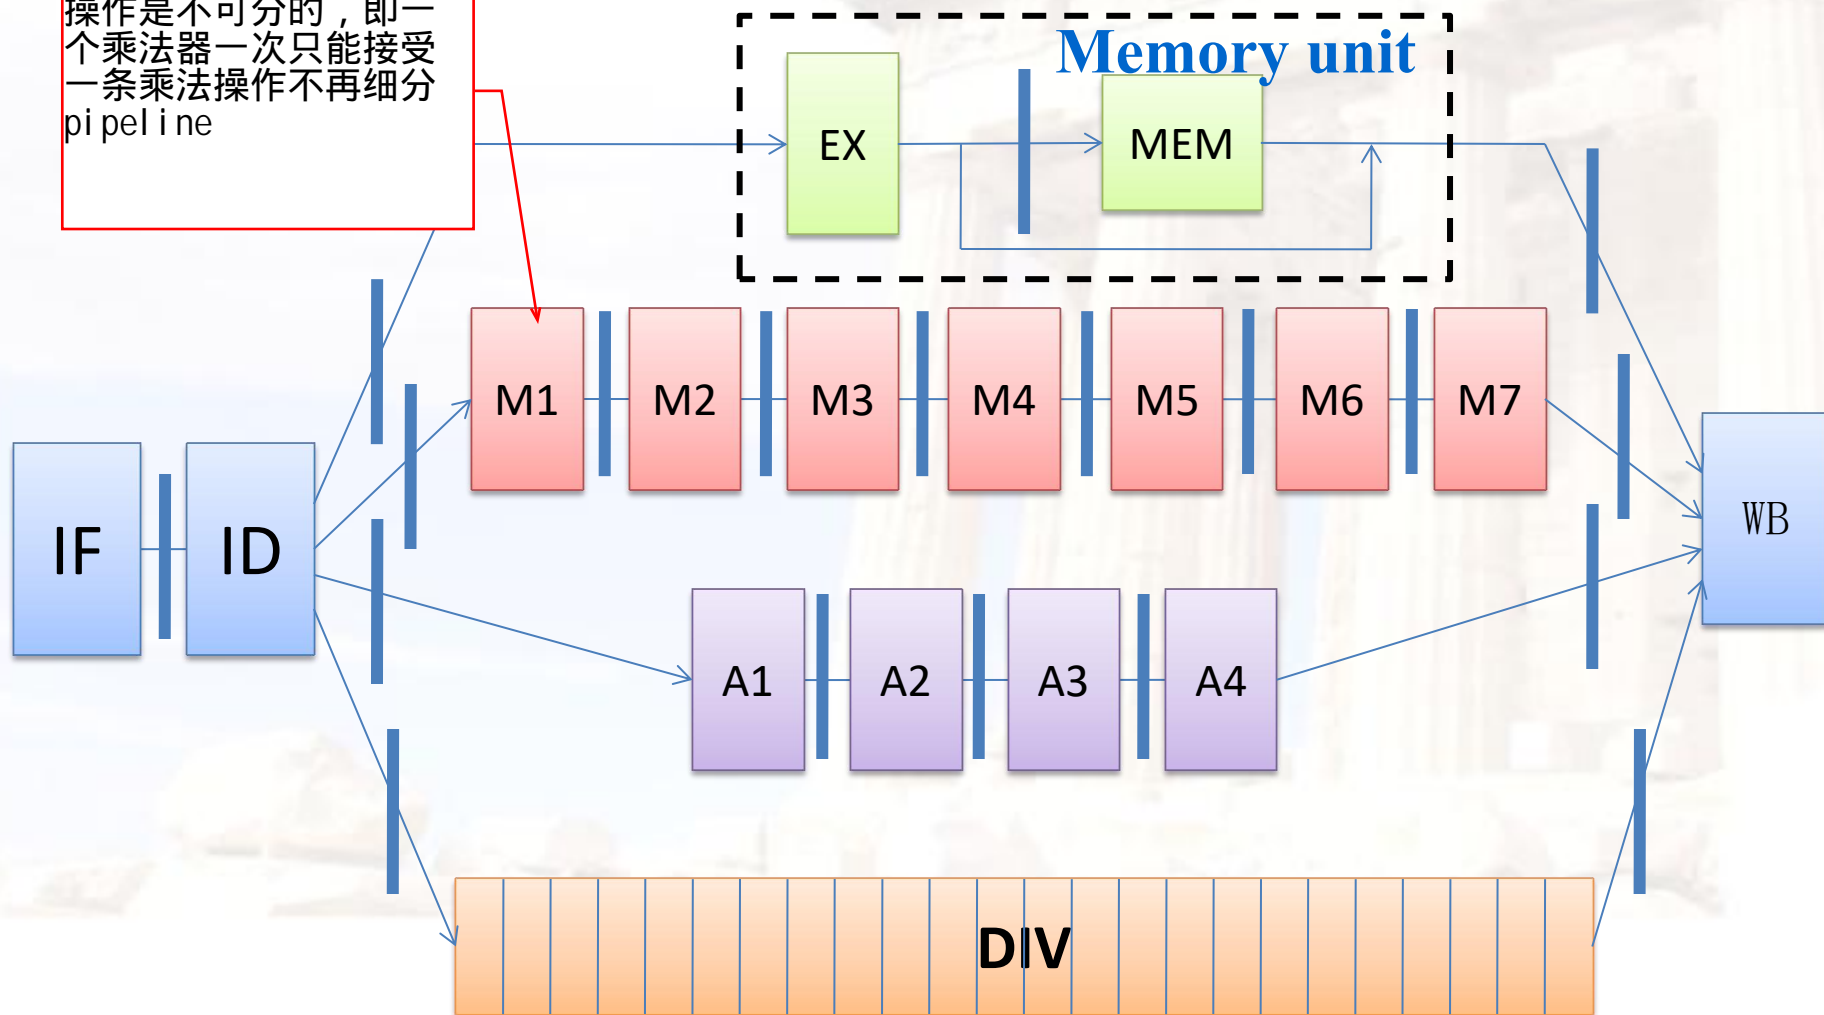 操作是不可分的，即一
个乘法器一次只能接受
一条乘法操作不再细分
pipeline
Memory unit
EX
MEM
M1
M2
M3
M4
M5
M6
M7
IF
ID
WB
A1
A2
A3
A4
DIV